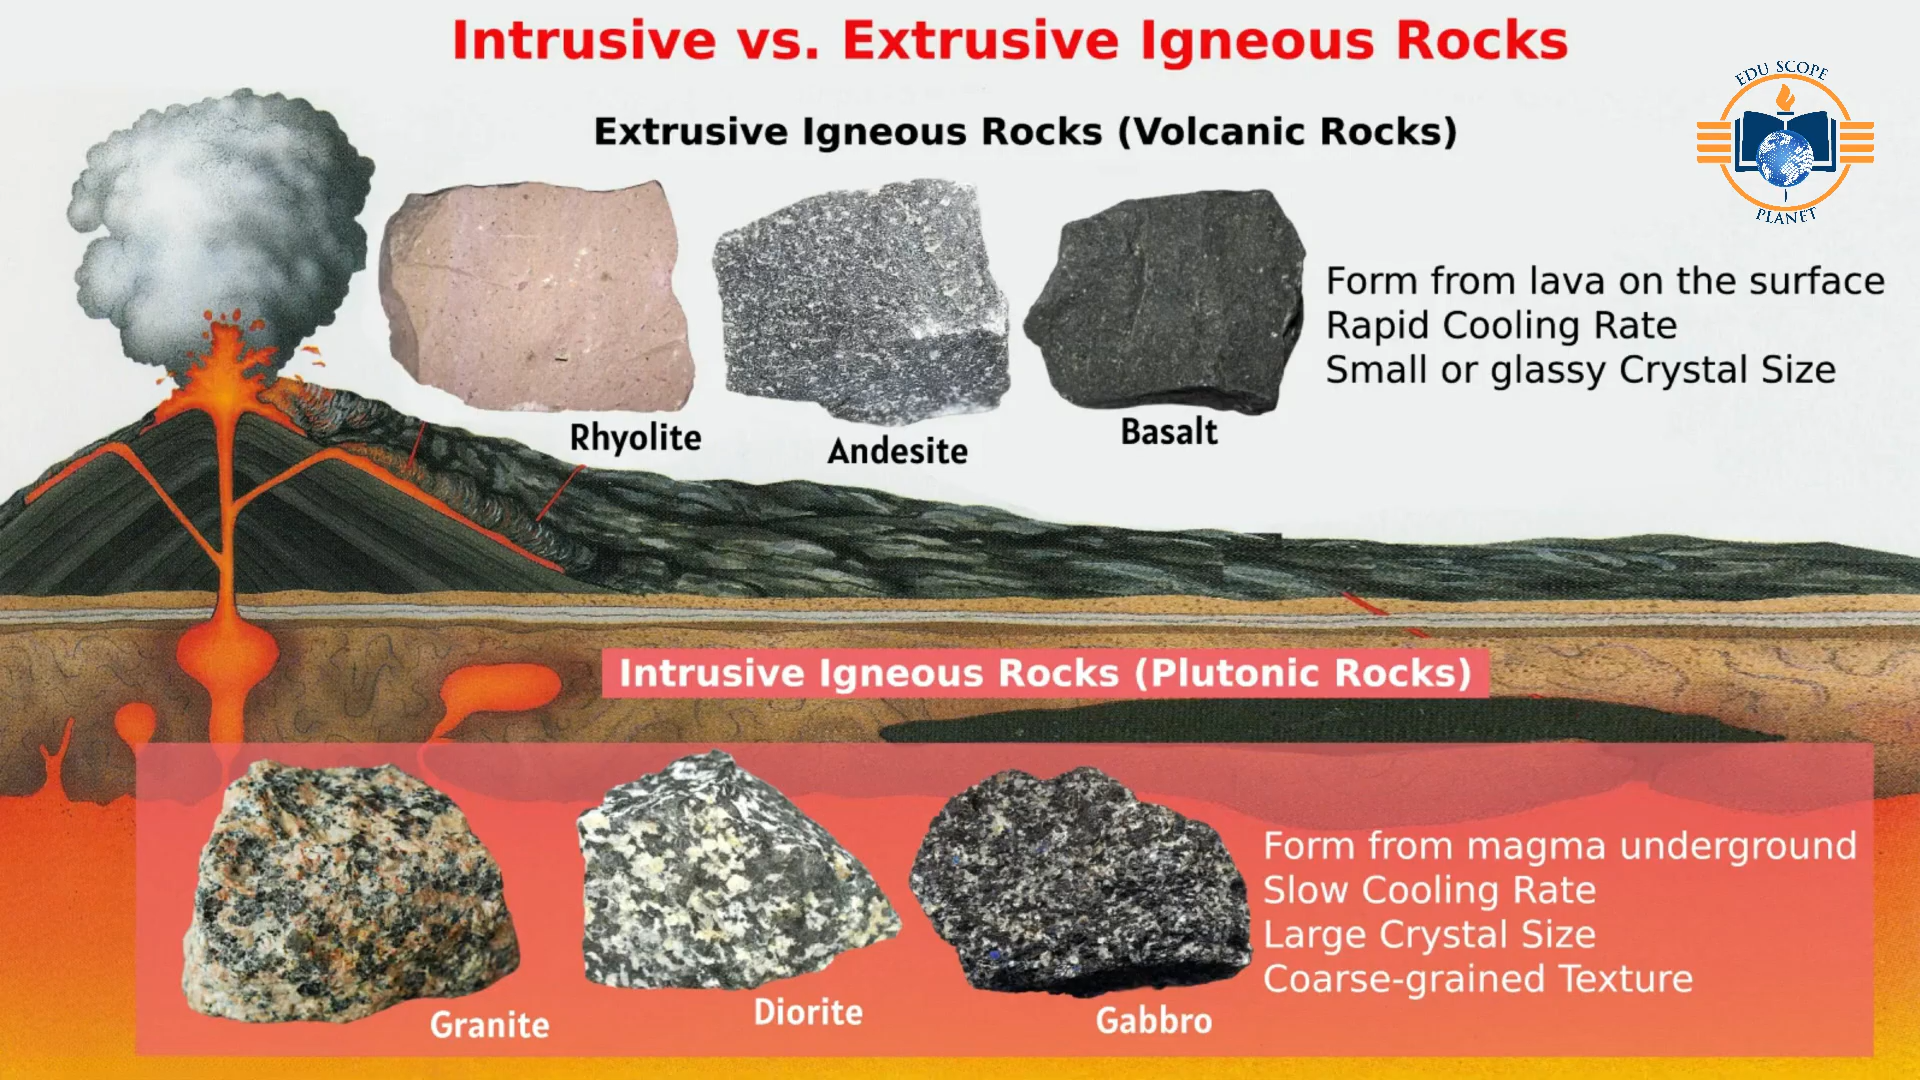 Intrusive vs. Extrusive Igneous Rocks
EDU SCOPE
PLANET
Extrusive Igneous Rocks (Volcanic Rocks)
Form from lava on the surface
Rapid Cooling Rate
Small or glassy Crystal Size
Rhyolite
Andesite
Basalt
Intrusive Igneous Rocks (Plutonic Rocks)
Form from magma underground
Slow Cooling Rate
Large Crystal Size
Coarse-grained Texture
Granite
Diorite
Gabbro